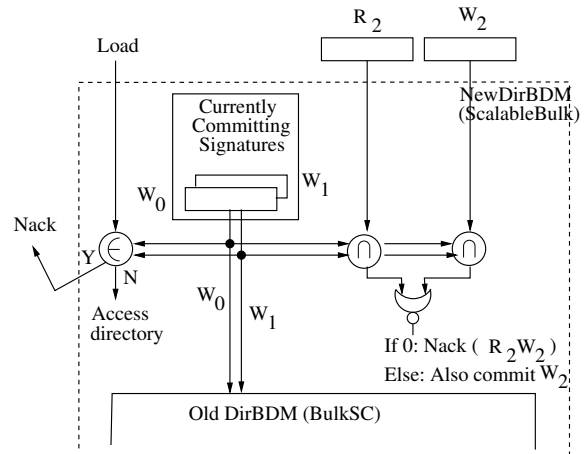 R 2
W 2
Load
NewDirBDM
(ScalableBulk)
Currently
Committing
Signatures
W 1
W 0
Nack
Y
∈
∩
∩
N
Access
directory
W 0
W 1
If 0: Nack ( R 2 W 2 )
Else: Also commit W 2
Old DirBDM (BulkSC)